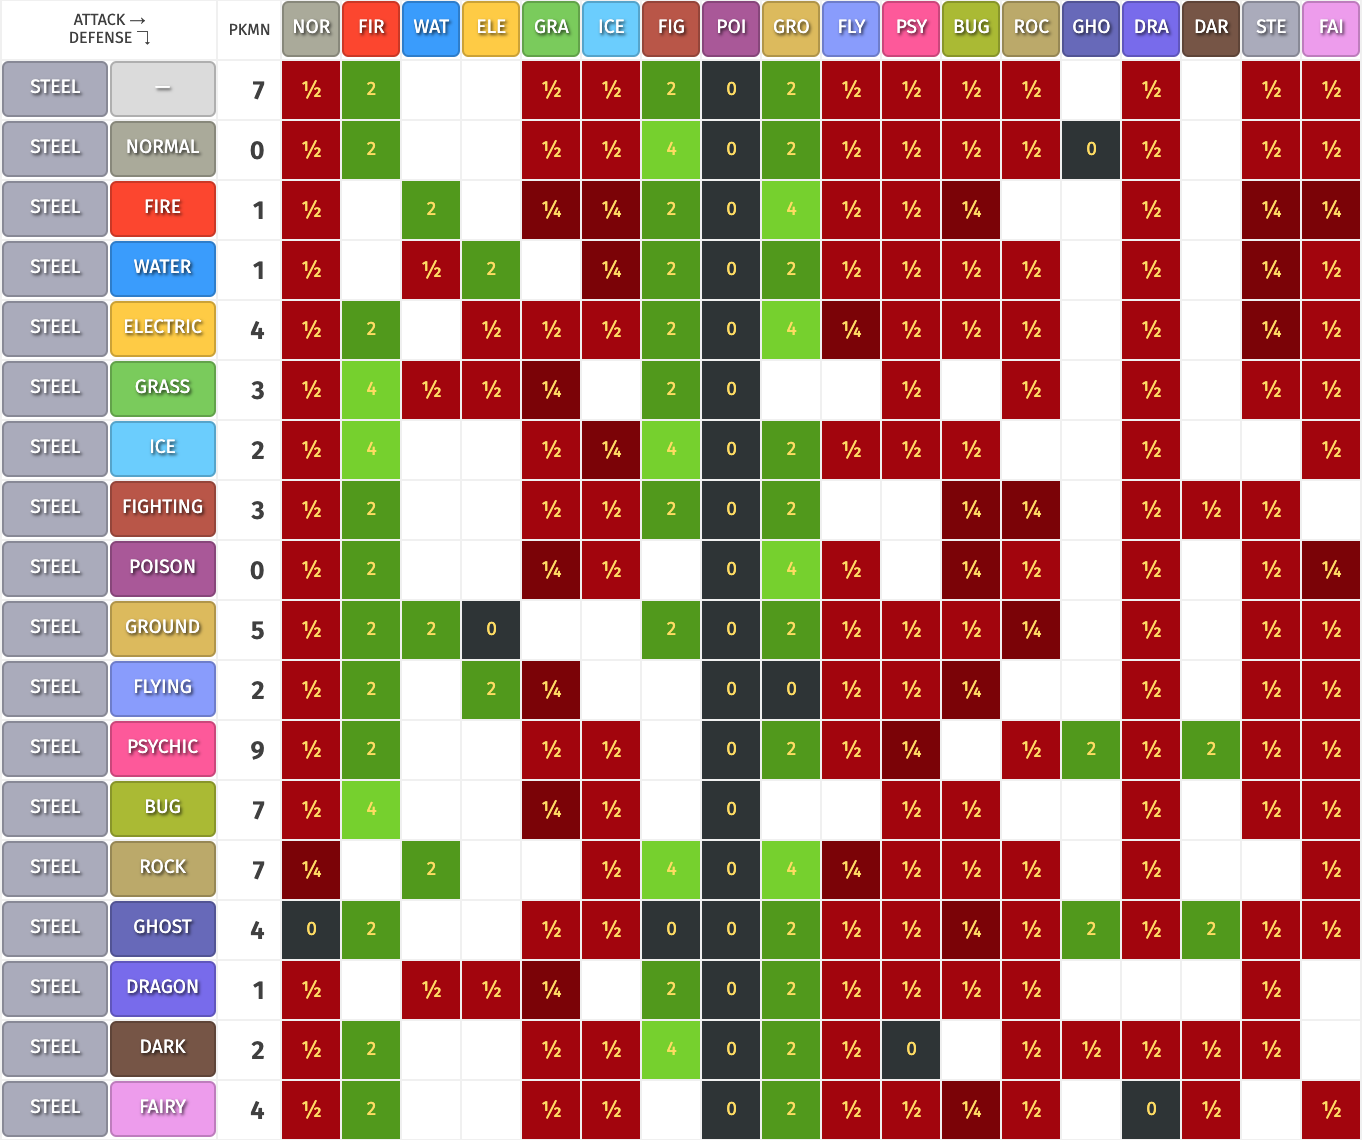 ATTACK → DEFENSE ⤵ PKMN NOR FIR WAT ELE GRA ICE FIG POI GRO FLY PSY BUG ROC GHO DRA DAR STE FAI
STEEL — 7 ½ 2 ½ ½ 2 0 2 ½ ½ ½ ½ ½ ½ ½
STEEL NORMAL 0 ½ 2 ½ ½ 4 0 2 ½ ½ ½ ½ 0 ½ ½ ½
STEEL FIRE 1 ½ 2 ¼ ¼ 2 0 4 ½ ½ ¼ ½ ¼ ¼
STEEL WATER 1 ½ ½ 2 ¼ 2 0 2 ½ ½ ½ ½ ½ ¼ ½
STEEL ELECTRIC 4 ½ 2 ½ ½ ½ 2 0 4 ¼ ½ ½ ½ ½ ¼ ½
STEEL GRASS 3 ½ 4 ½ ½ ¼ 2 0 ½ ½ ½ ½ ½
STEEL ICE 2 ½ 4 ½ ¼ 4 0 2 ½ ½ ½ ½ ½
STEEL FIGHTING 3 ½ 2 ½ ½ 2 0 2 ¼ ¼ ½ ½ ½
STEEL POISON 0 ½ 2 ¼ ½ 0 4 ½ ¼ ½ ½ ½ ¼
STEEL GROUND 5 ½ 2 2 0 2 0 2 ½ ½ ½ ¼ ½ ½ ½
STEEL FLYING 2 ½ 2 2 ¼ 0 0 ½ ½ ¼ ½ ½ ½
STEEL PSYCHIC 9 ½ 2 ½ ½ 0 2 ½ ¼ ½ 2 ½ 2 ½ ½
STEEL BUG 7 ½ 4 ¼ ½ 0 ½ ½ ½ ½ ½
STEEL ROCK 7 ¼ 2 ½ 4 0 4 ¼ ½ ½ ½ ½ ½
STEEL GHOST 4 0 2 ½ ½ 0 0 2 ½ ½ ¼ ½ 2 ½ 2 ½ ½
STEEL DRAGON 1 ½ ½ ½ ¼ 2 0 2 ½ ½ ½ ½ ½
STEEL DARK 2 ½ 2 ½ ½ 4 0 2 ½ 0 ½ ½ ½ ½ ½
STEEL FAIRY 4 ½ 2 ½ ½ 0 2 ½ ½ ¼ ½ 0 ½ ½